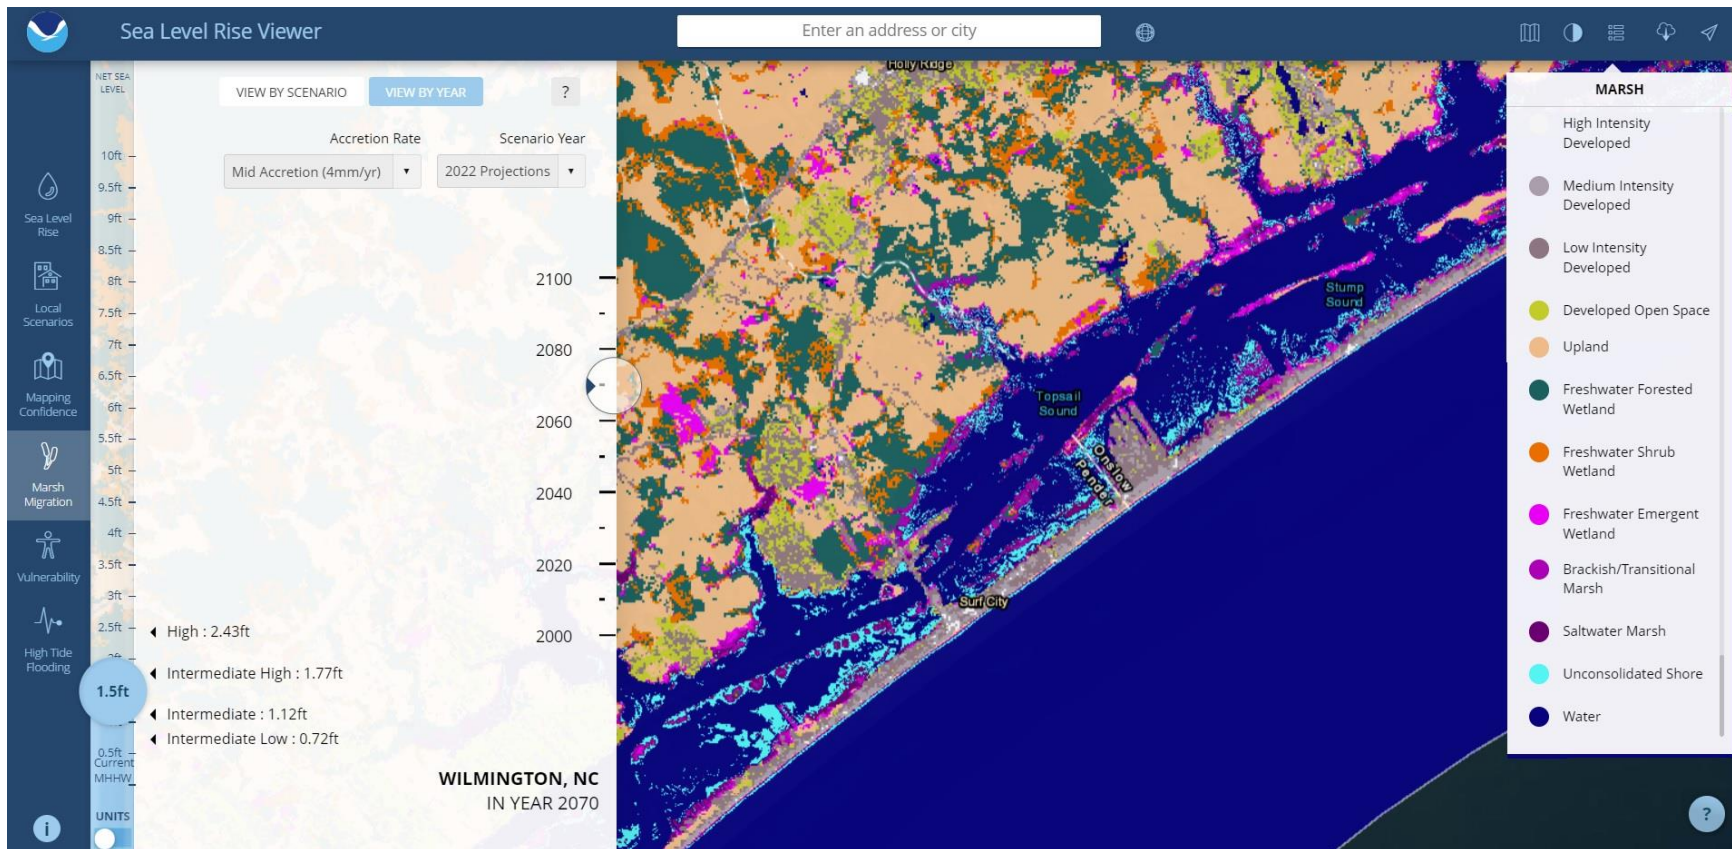 Sea Level Rise Viewer
Enter an address or city
Sea Level
Rise
Local
Scenarios
Mapping
Confidence
Marsh
Migration
Vulnerability
High Tide
Flooding
i
NET SEA
LEVEL
10ft
9.5ft
9ft
8.5ft
8ft
7.5ft
7ft
6.5ft
6ft
5.5ft
5ft
4.5ft
4ft
3.5ft
3ft
2.5ft
2ft
1.5ft
0.5ft
Current
MHHW
UNITS
VIEW BY SCENARIO
VIEW BY YEAR
?
Accretion Rate
Scenario Year
Mid Accretion (4mm/yr)
2022 Projections
2100
2080
2060
2040
2020
2000
High : 2.43ft
Intermediate High : 1.77ft
Intermediate : 1.12ft
Intermediate Low : 0.72ft
WILMINGTON, NC
IN YEAR 2070
Holly Ridge
Stump
Sound
Topsail
Sound
Onslow
Pender
Surf City
MARSH
High Intensity
Developed
Medium Intensity
Developed
Low Intensity
Developed
Developed Open Space
Upland
Freshwater Forested
Wetland
Freshwater Shrub
Wetland
Freshwater Emergent
Wetland
Brackish/Transitional
Marsh
Saltwater Marsh
Unconsolidated Shore
Water
?